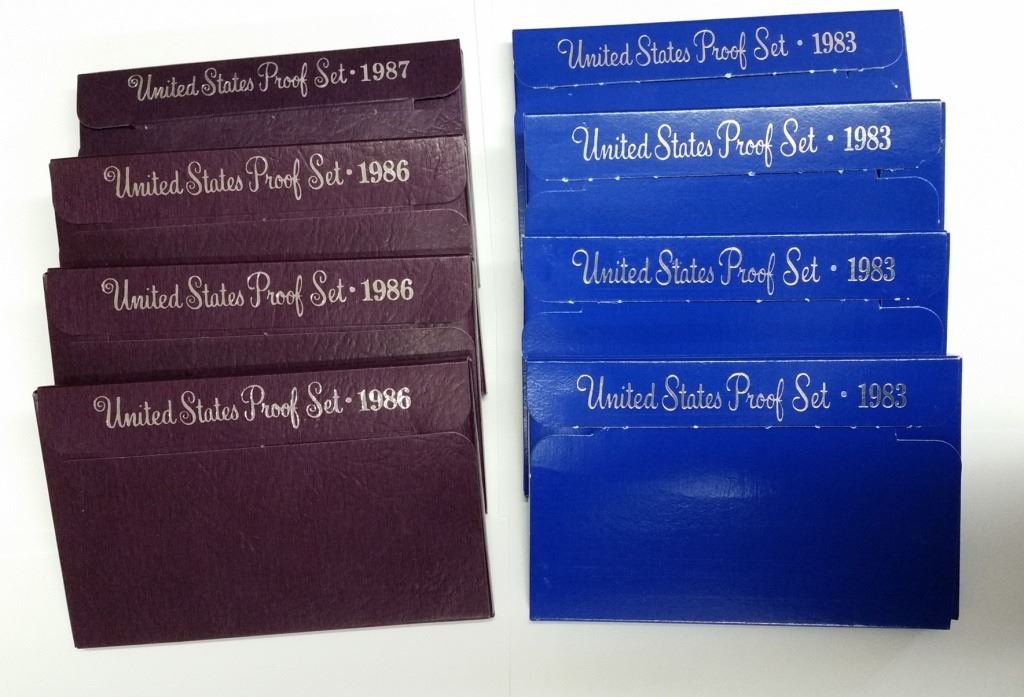 United States Proof Set · 1987
United States Proof Set · 1986
United States Proof Set · 1986
United States Proof Set · 1986
United States Proof Set · 1983
United States Proof Set · 1983
United States Proof Set · 1983
United States Proof Set · 1983